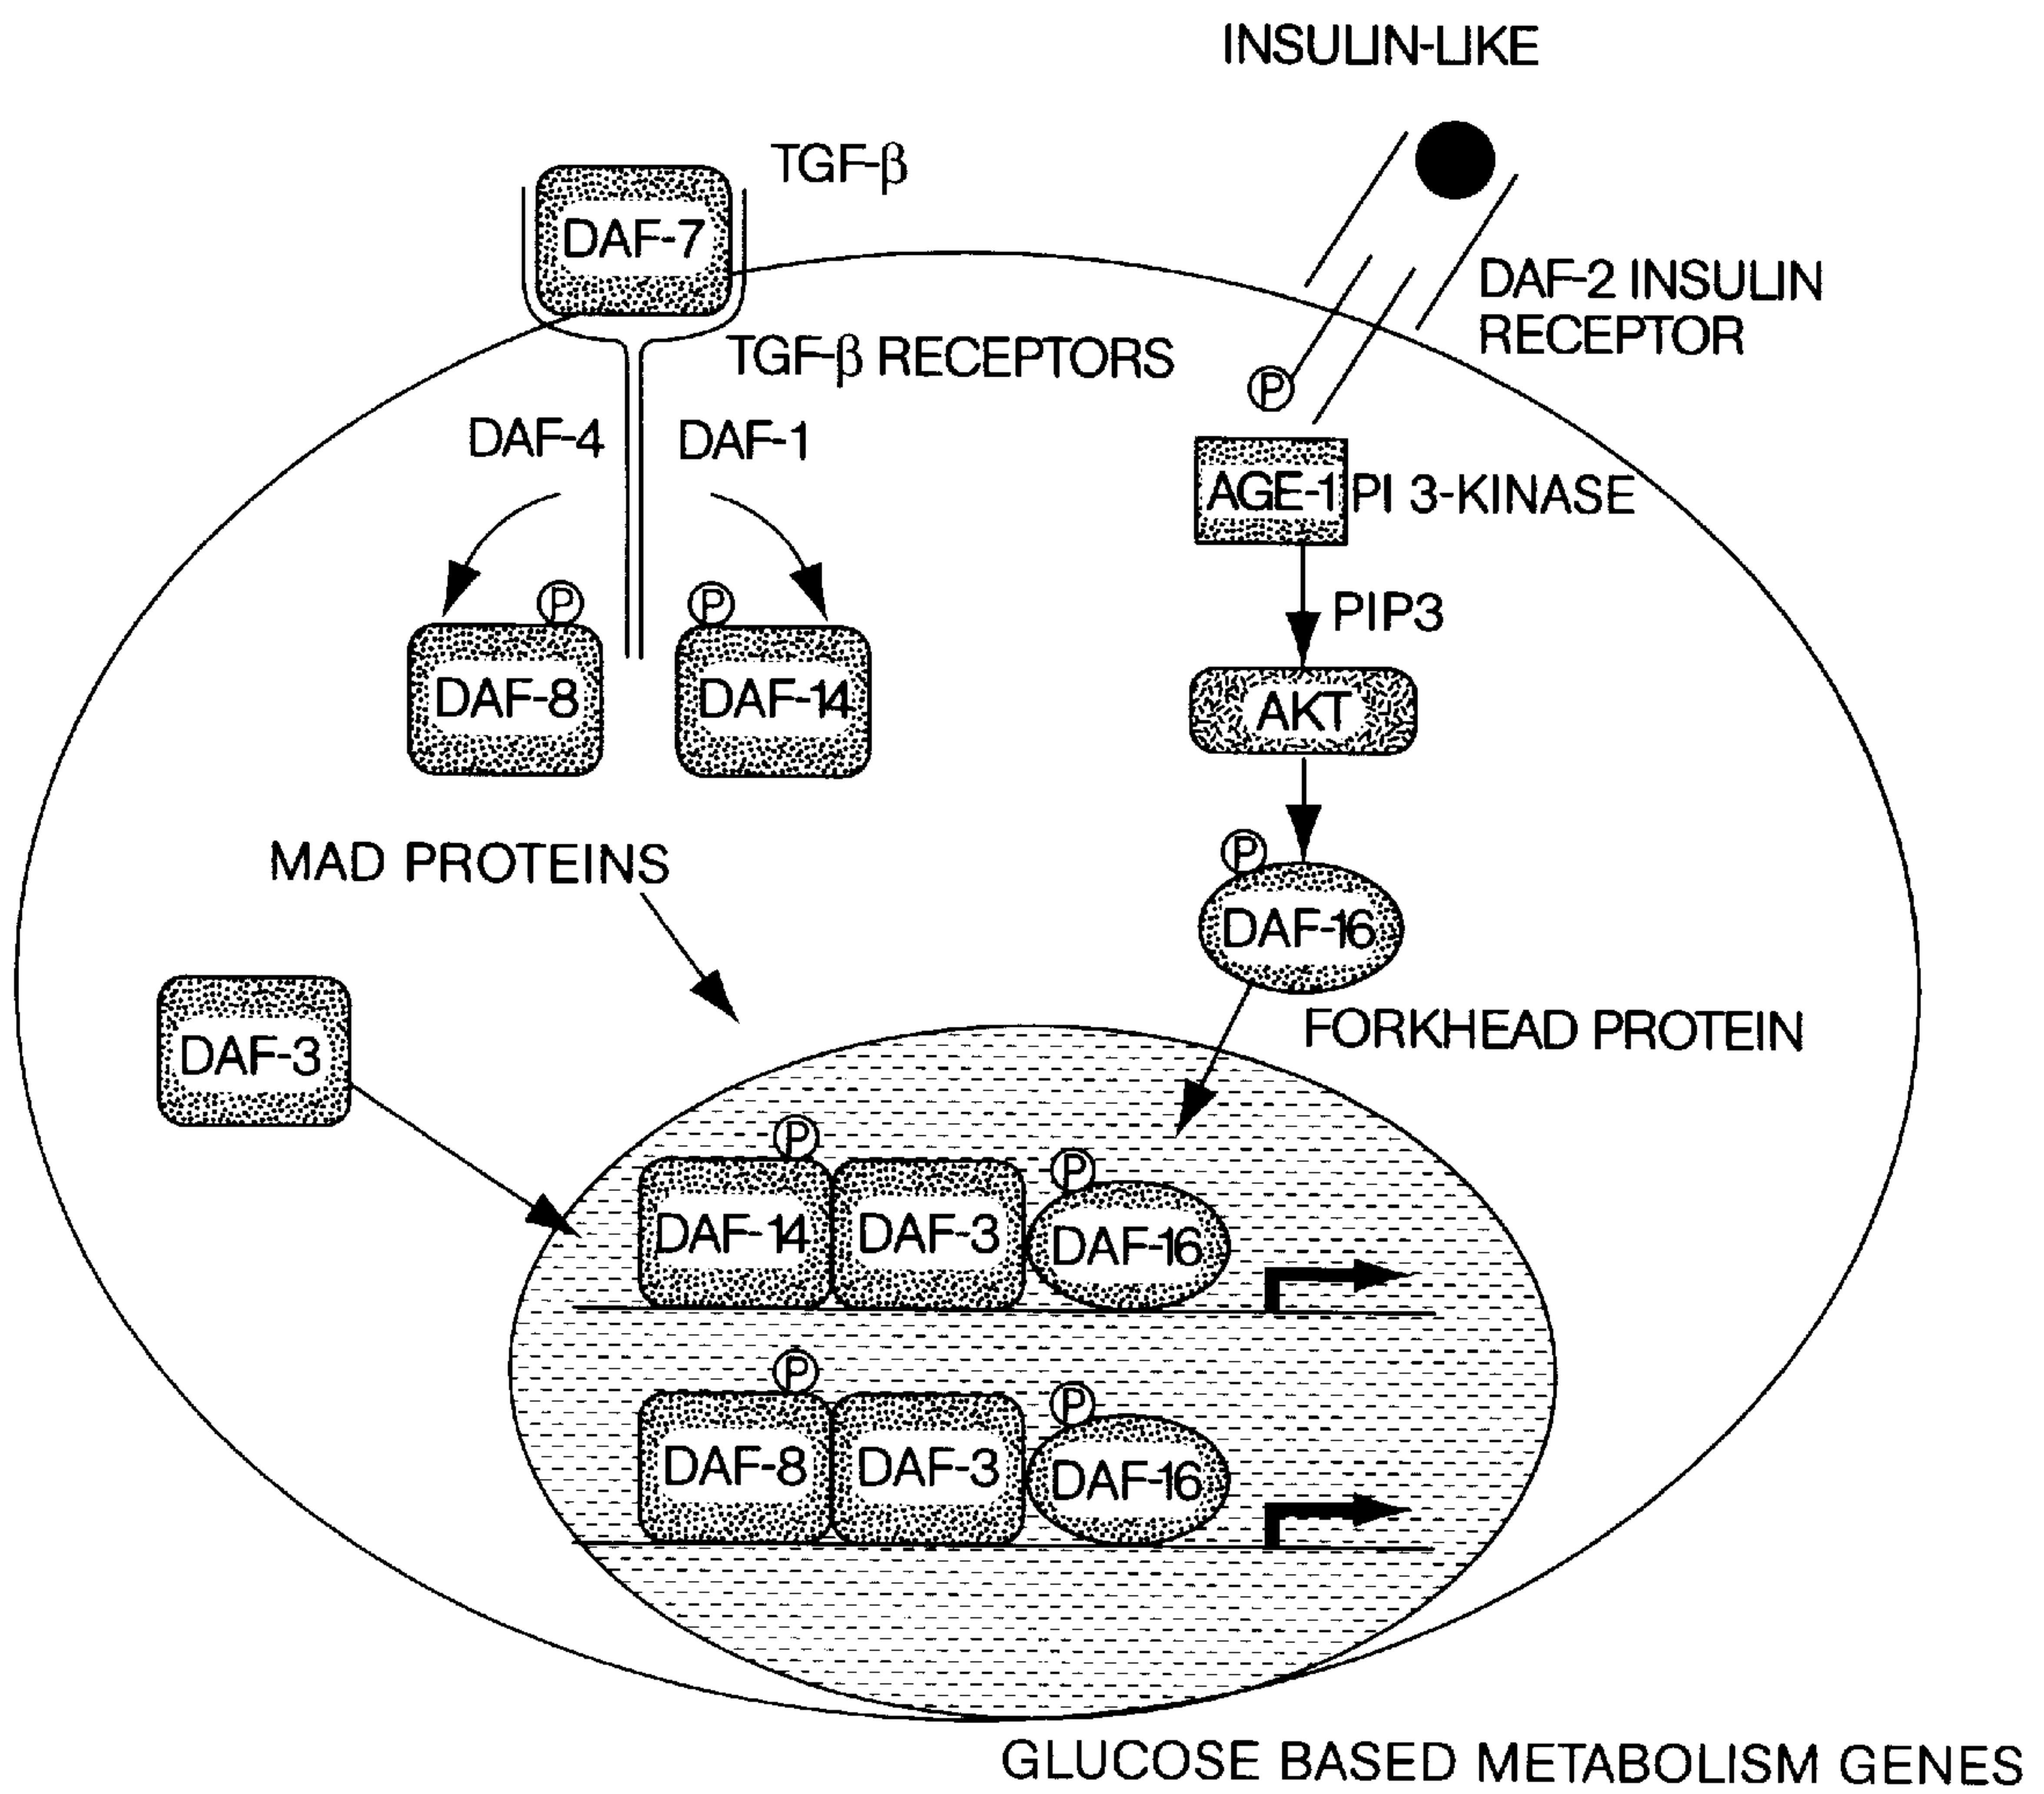 INSULIN-LIKE
TGF-β
DAF-7
DAF-2 INSULIN
RECEPTOR
TGF-β RECEPTORS
P
DAF-4
DAF-1
AGE-1
PI 3-KINASE
P
P
PIP3
DAF-8
DAF-14
AKT
MAD PROTEINS
P
DAF-16
FORKHEAD PROTEIN
DAF-3
P
P
DAF-14
DAF-3
DAF-16
P
P
DAF-8
DAF-3
DAF-16
GLUCOSE BASED METABOLISM GENES